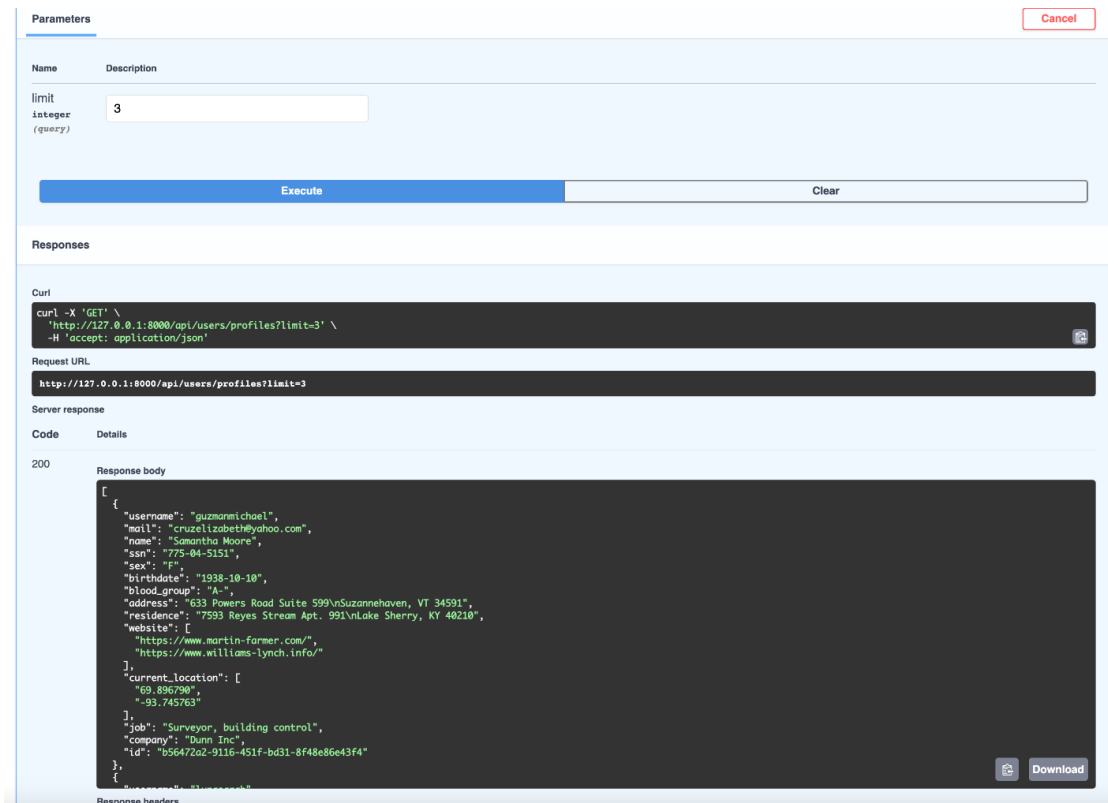 Parameters
Cancel
Name Description
limit
integer
(query)
3
Execute Clear
Responses
Curl
curl -X 'GET' \
  'http://127.0.0.1:8000/api/users/profiles?limit=3' \
  -H 'accept: application/json'
Request URL
http://127.0.0.1:8000/api/users/profiles?limit=3
Server response
Code Details
200
Response body
[
  {
    "username": "guzmanmichael",
    "mail": "cruzelizabeth@yahoo.com",
    "name": "Samantha Moore",
    "ssn": "775-04-5151",
    "sex": "F",
    "birthdate": "1938-10-10",
    "blood_group": "A-",
    "address": "633 Powers Road Suite 599\nSuzannehaven, VT 34591",
    "residence": "7593 Reyes Stream Apt. 991\nLake Sherry, KY 40210",
    "website": [
      "https://www.martin-farmer.com/",
      "https://www.williams-lynch.info/"
    ],
    "current_location": [
      "69.896790",
      "-93.745763"
    ],
    "job": "Surveyor, building control",
    "company": "Dunn Inc",
    "id": "b56472a2-9116-451f-bd31-8f48e86e43f4"
  },
  {
Download
Response headers